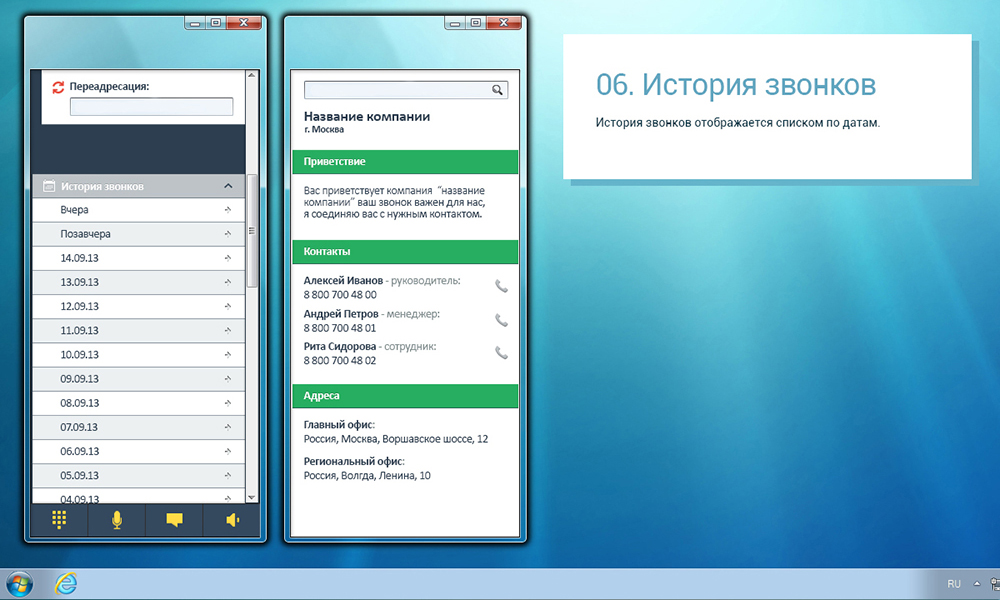 Переадресация:
История звонков
Вчера
Позавчера
14.09.13
13.09.13
12.09.13
11.09.13
10.09.13
09.09.13
08.09.13
07.09.13
06.09.13
05.09.13
04.09.13
Название компании
г. Москва
Приветствие
Вас приветствует компания "название
компании" ваш звонок важен для нас,
я соединяю вас с нужным контактом.
Контакты
Алексей Иванов - руководитель:
8 800 700 48 00
Андрей Петров - менеджер:
8 800 700 48 01
Рита Сидорова - сотрудник:
8 800 700 48 02
Адреса
Главный офис:
Россия, Москва, Воршавское шоссе, 12
Региональный офис:
Россия, Волгда, Ленина, 10
06. История звонков
История звонков отображается списком по датам.
RU